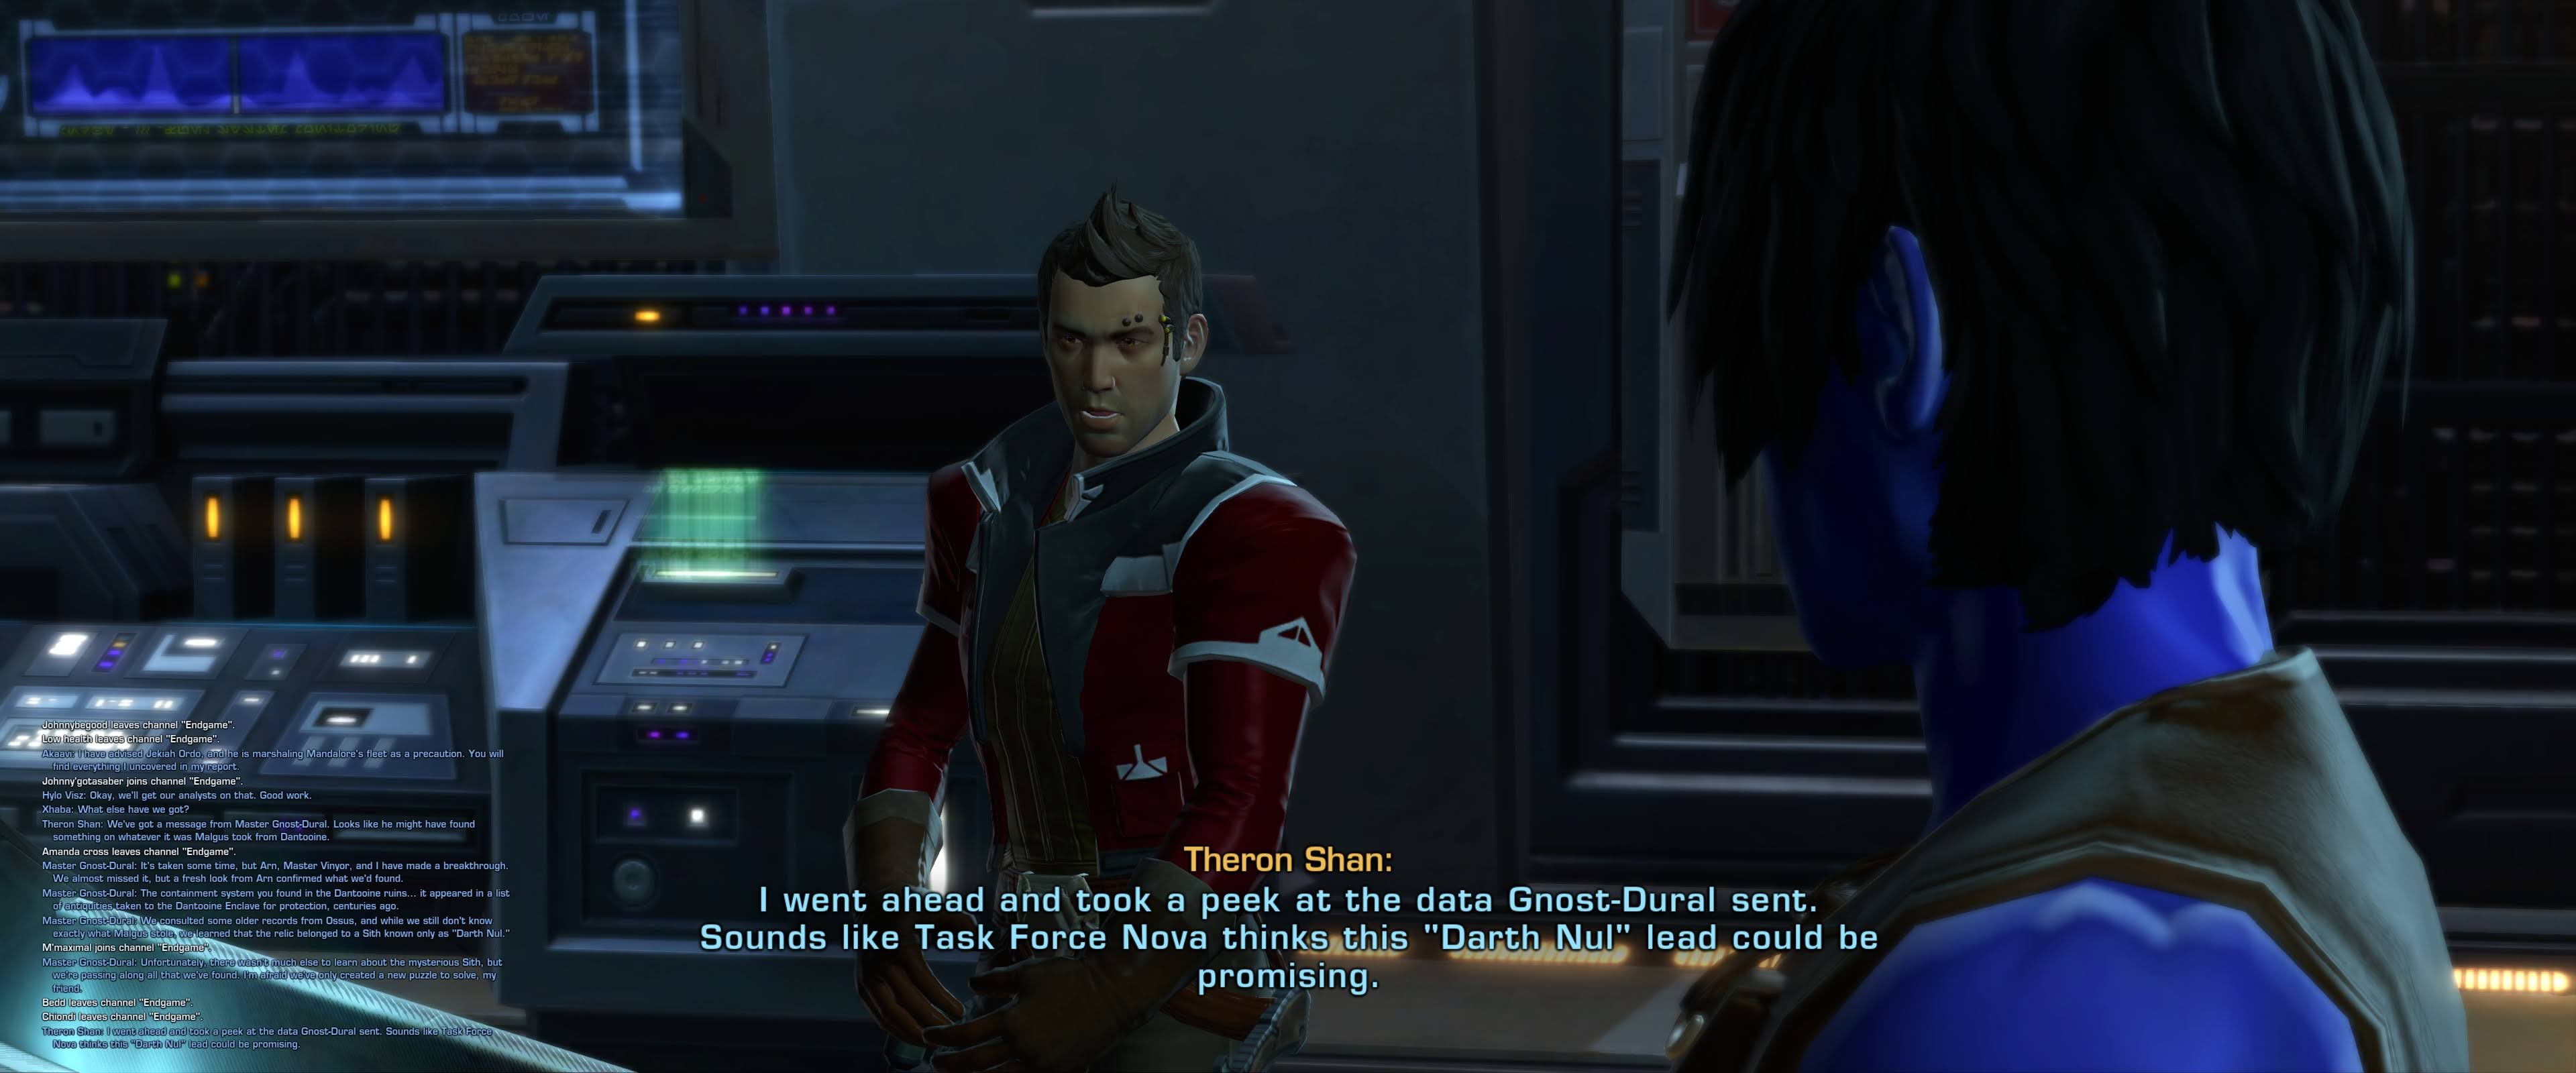 Johnnybegood leaves channel "Endgame".
Low health leaves channel "Endgame".
Akaavi: I have advised Jekiah Ordo, and he is marshaling Mandalore's fleet as a precaution. You will
find everything I uncovered in my report.
Johnny'gotasaber joins channel "Endgame".
Hylo Visz: Okay, we'll get our analysts on that. Good work.
Xhaba: What else have we got?
Theron Shan: We've got a message from Master Gnost-Dural. Looks like he might have found
something on whatever it was Malgus took from Dantooine.
Amanda cross leaves channel "Endgame".
Master Gnost-Dural: It's taken some time, but Arn, Master Vinyor, and I have made a breakthrough.
We almost missed it, but a fresh look from Arn confirmed what we'd found.
Master Gnost-Dural: The containment system you found in the Dantooine ruins... it appeared in a list
of antiquities taken to the Dantooine Enclave for protection, centuries ago.
Master Gnost-Dural: We consulted some older records from Ossus, and while we still don't know
exactly what Malgus stole, we learned that the relic belonged to a Sith known only as "Darth Nul."
M'maximal joins channel "Endgame".
Master Gnost-Dural: Unfortunately, there wasn't much else to learn about the mysterious Sith, but
we're passing along all that we've found. I'm afraid we've only created a new puzzle to solve, my
friend.
Bedd leaves channel "Endgame".
Chiondi leaves channel "Endgame".
Theron Shan: I went ahead and took a peek at the data Gnost-Dural sent. Sounds like Task Force
Nova thinks this "Darth Nul" lead could be promising.
Theron Shan:
I went ahead and took a peek at the data Gnost-Dural sent.
Sounds like Task Force Nova thinks this "Darth Nul" lead could be
promising.